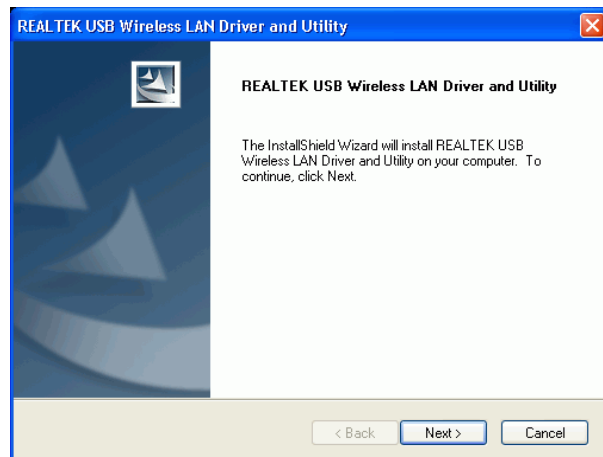 REALTEK USB Wireless LAN Driver and Utility
REALTEK USB Wireless LAN Driver and Utility
The InstallShield Wizard will install REALTEK USB
Wireless LAN Driver and Utility on your computer. To
continue, click Next.
< Back
Next >
Cancel